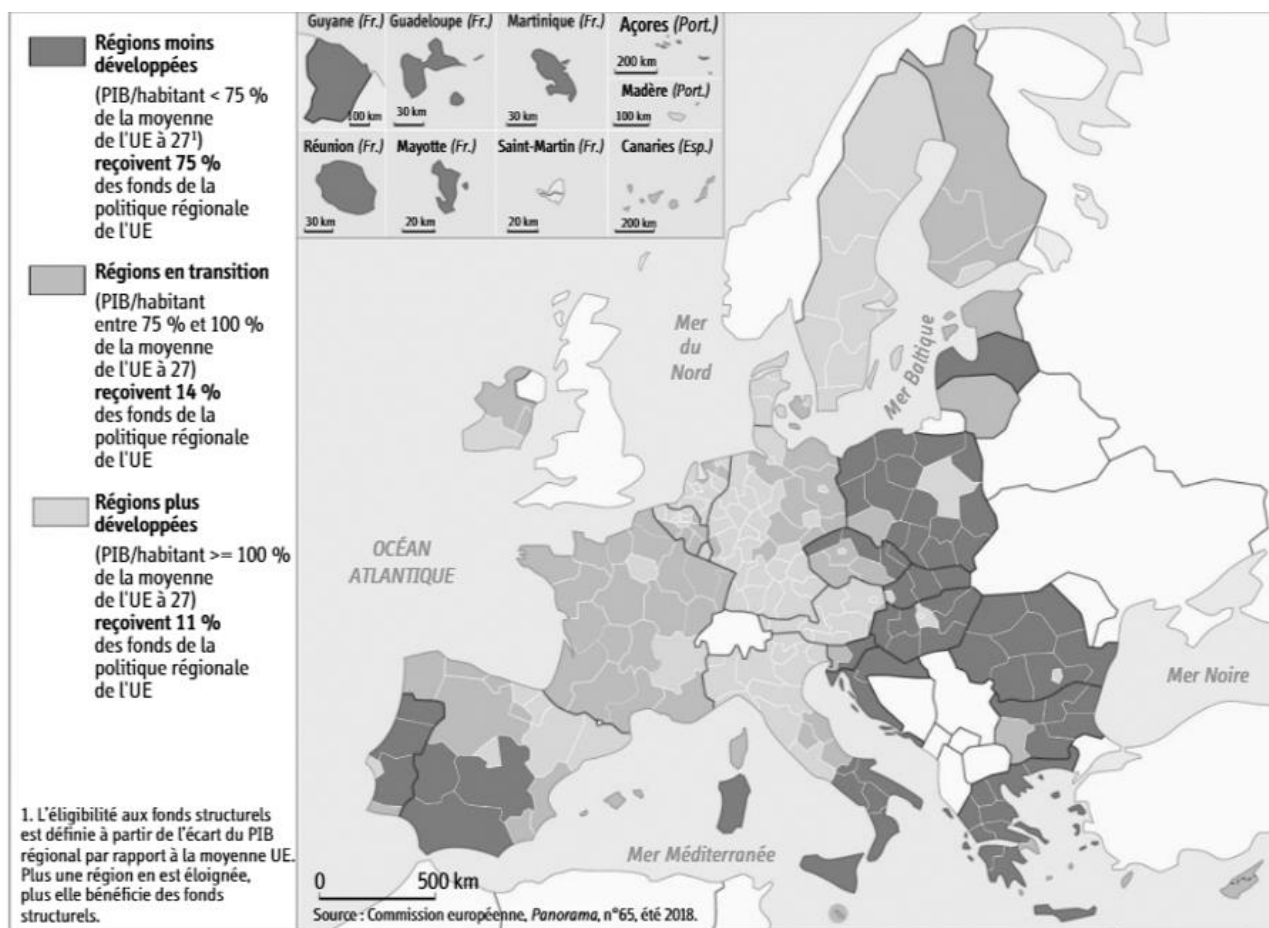 Régions moins
développées
(PIB/habitant < 75 %
de la moyenne
de l'UE à 27¹)
reçoivent 75 %
des fonds de la
politique régionale
de l'UE
Régions en transition
(PIB/habitant
entre 75 % et 100 %
de la moyenne
de l'UE à 27)
reçoivent 14 %
des fonds de la
politique régionale
de l'UE
Régions plus
développées
(PIB/habitant >= 100 %
de la moyenne
de l'UE à 27)
reçoivent 11 %
des fonds de la
politique régionale
de l'UE
1. L'éligibilité aux fonds structurels
est définie à partir de l'écart du PIB
régional par rapport à la moyenne UE.
Plus une région en est éloignée,
plus elle bénéficie des fonds
structurels.
Guyane (Fr.)
100 km
Guadeloupe (Fr.)
30 km
Martinique (Fr.)
30 km
Açores (Port.)
200 km
Madère (Port.)
100 km
Réunion (Fr.)
30 km
Mayotte (Fr.)
20 km
Saint-Martin (Fr.)
20 km
Canaries (Esp.)
200 km
Mer
du
Nord
Mer Baltique
OCÉAN
ATLANTIQUE
Mer Noire
Mer Méditerranée
0 500 km
Source : Commission européenne, Panorama, n°65, été 2018.